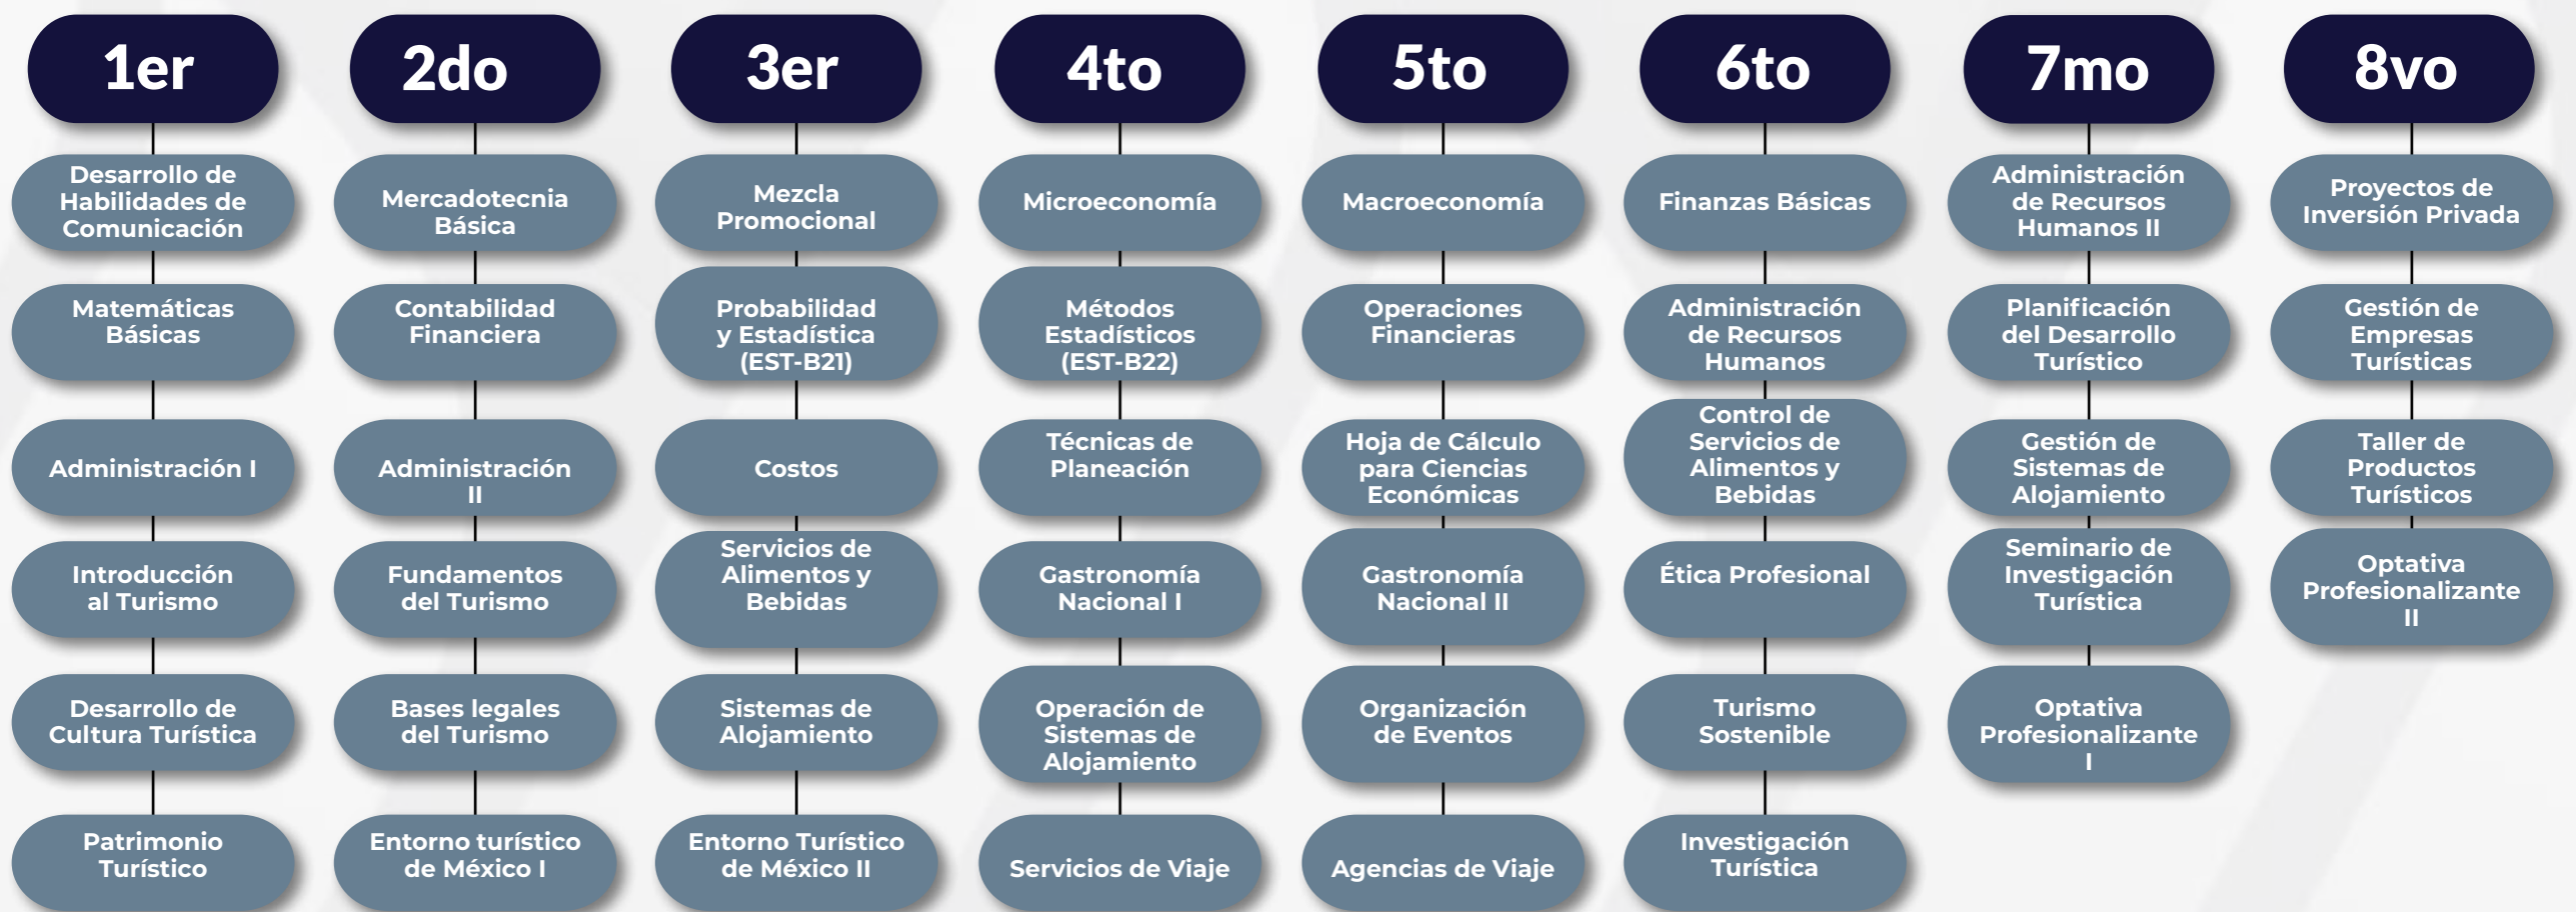 1er
Desarrollo de
Habilidades de
Comunicación
Matemáticas
Básicas
Administración I
Introducción
al Turismo
Desarrollo de
Cultura Turística
Patrimonio
Turístico
2do
Mercadotecnia
Básica
Contabilidad
Financiera
Administración
II
Fundamentos
del Turismo
Bases legales
del Turismo
Entorno turístico
de México I
3er
Mezcla
Promocional
Probabilidad
y Estadística
(EST-B21)
Costos
Servicios de
Alimentos y
Bebidas
Sistemas de
Alojamiento
Entorno Turístico
de México II
4to
Microeconomía
Métodos
Estadísticos
(EST-B22)
Técnicas de
Planeación
Gastronomía
Nacional I
Operación de
Sistemas de
Alojamiento
Servicios de Viaje
5to
Macroeconomía
Operaciones
Financieras
Hoja de Cálculo
para Ciencias
Económicas
Gastronomía
Nacional II
Organización
de Eventos
Agencias de Viaje
6to
Finanzas Básicas
Administración
de Recursos
Humanos
Control de
Servicios de
Alimentos y
Bebidas
Ética Profesional
Turismo
Sostenible
Investigación
Turística
7mo
Administración
de Recursos
Humanos II
Planificación
del Desarrollo
Turístico
Gestión de
Sistemas de
Alojamiento
Seminario de
Investigación
Turística
Optativa
Profesionalizante
I
8vo
Proyectos de
Inversión Privada
Gestión de
Empresas
Turísticas
Taller de
Productos
Turísticos
Optativa
Profesionalizante
II